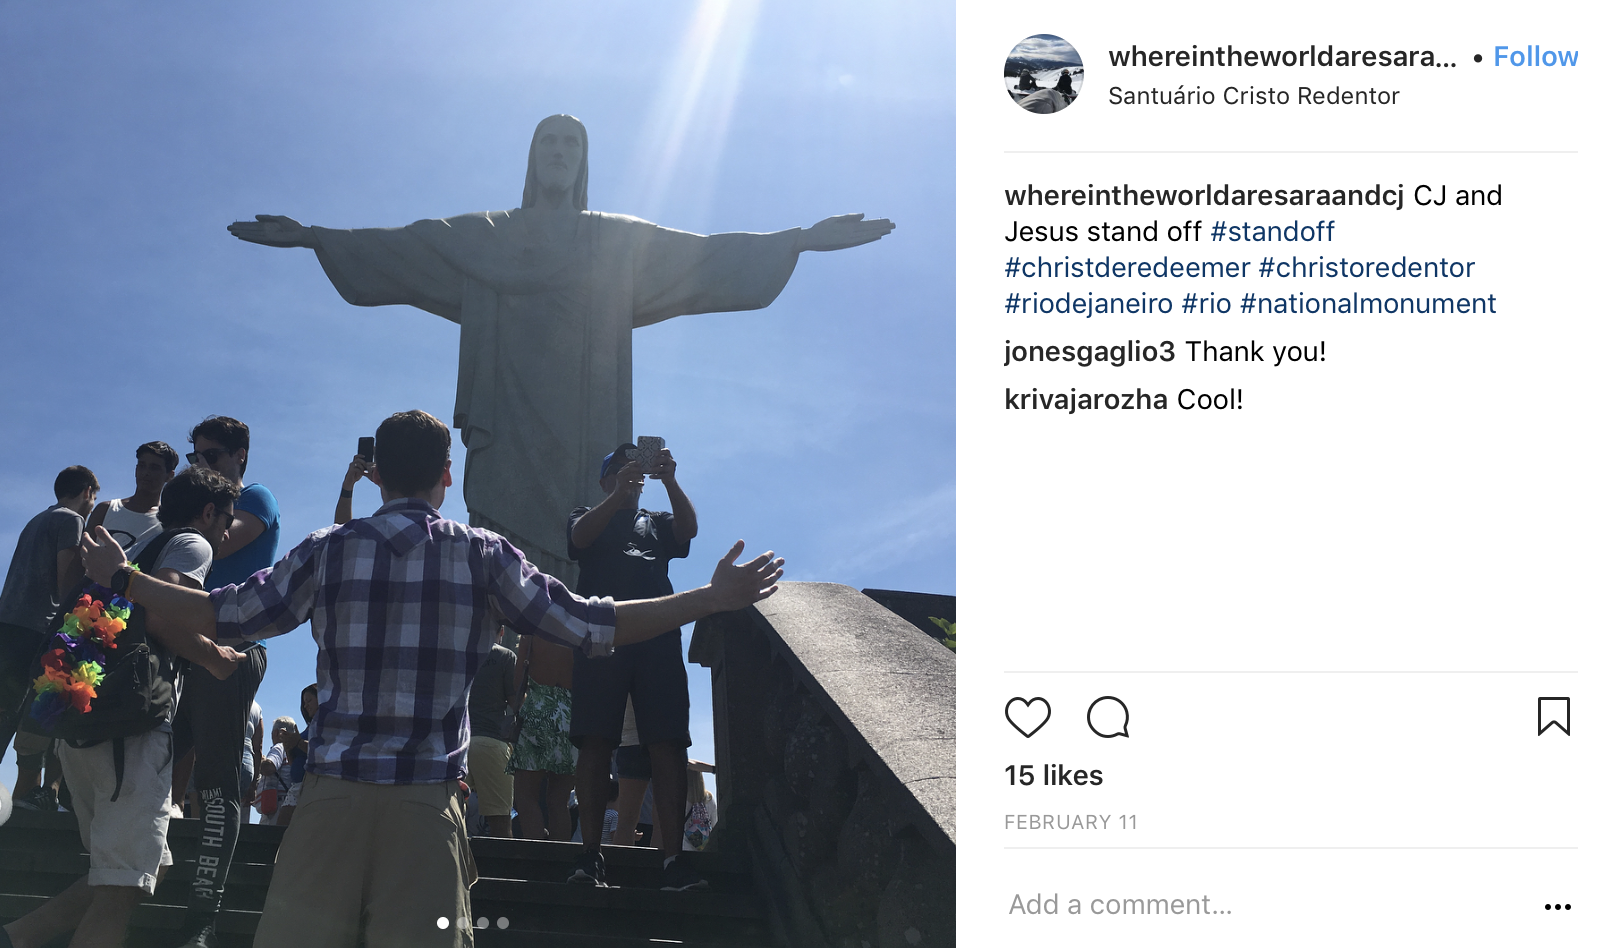 whereintheworldaresara... • Follow
Santuário Cristo Redentor
whereintheworldaresaraandcj CJ and
Jesus stand off #standoff
#christderedeemer #christoredentor
#riodejaneiro #rio #nationalmonument
jonesgaglio3 Thank you!
krivajarozha Cool!
15 likes
FEBRUARY 11
Add a comment...
MIAMI
SOUTH BEACH